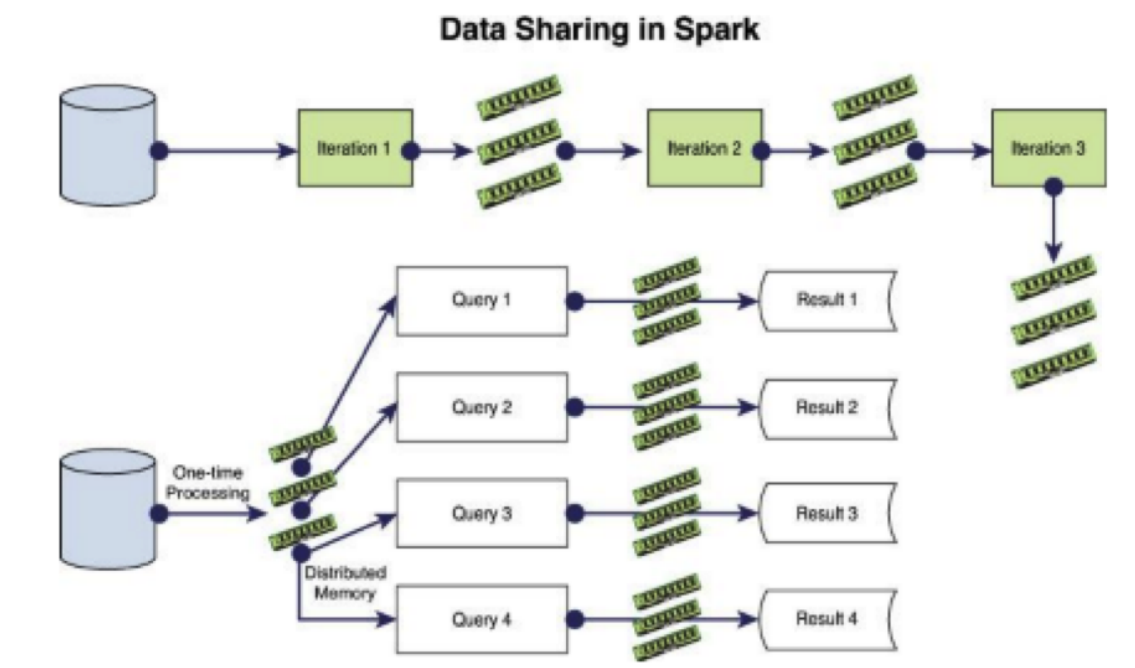 Data Sharing in Spark
Iteration 1
Iteration 2
Iteration 3
Query 1
Result 1
Query 2
Result 2
One-time
Processing
Query 3
Result 3
Distributed
Memory
Query 4
Result 4